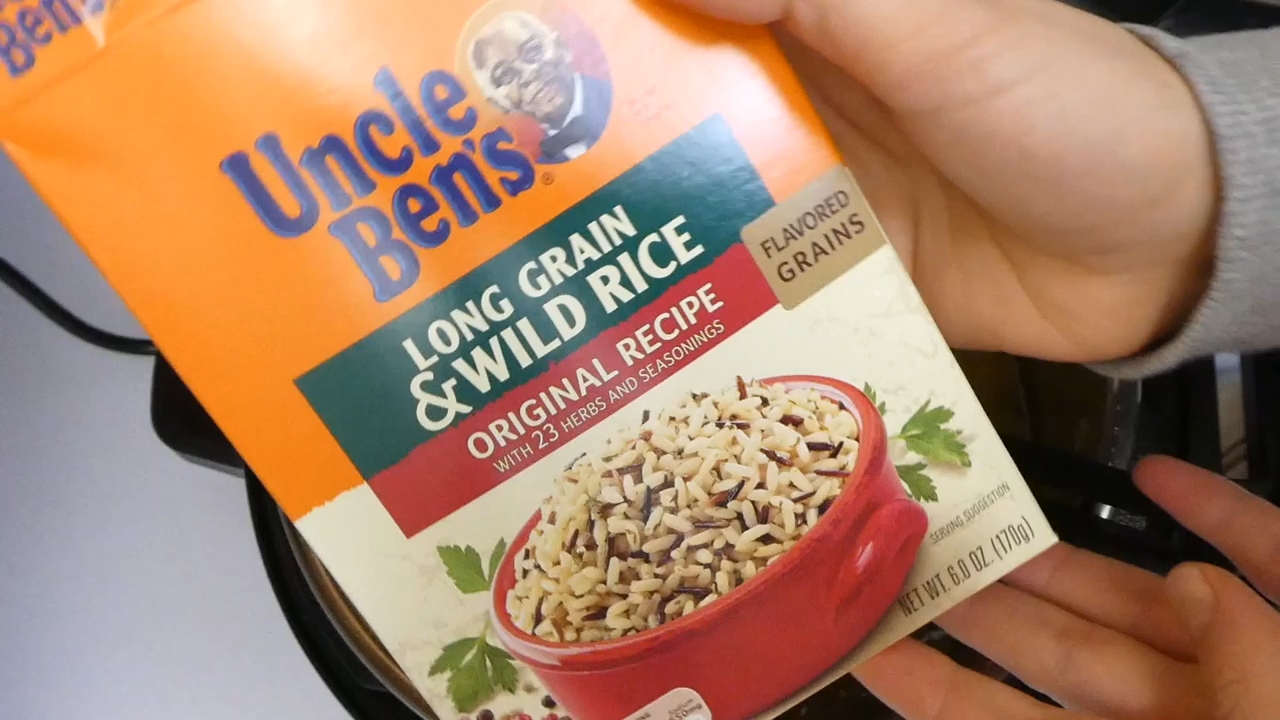 Ben
Uncle
Ben's®
LONG GRAIN
& WILD RICE
FLAVORED
GRAINS
ORIGINAL RECIPE
WITH 23 HERBS AND SEASONINGS
SERVING SUGGESTION
NET WT. 6.0 OZ. (170g)